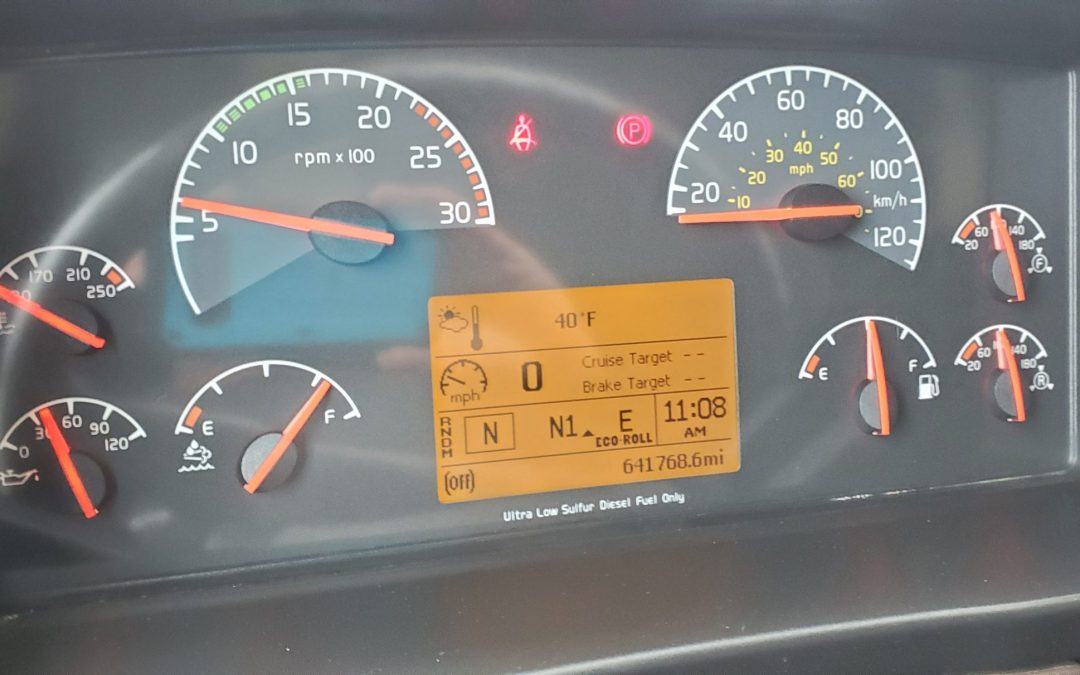 5
10
15
20
25
30
rpm x 100
P
20
40
60
80
100
120
km/h
10
20
30
40
50
60
mph
170
210
250
0
30
60
90
120
E
F
40°F
Cruise Target --
mph 0
Brake Target --
R
N
D
M
N
N1 E
ECO-ROLL
11:08
AM
(Off)
641768.6mi
Ultra Low Sulfur Diesel Fuel Only
E
F
20
60
140
180
F
20
60
140
180
R